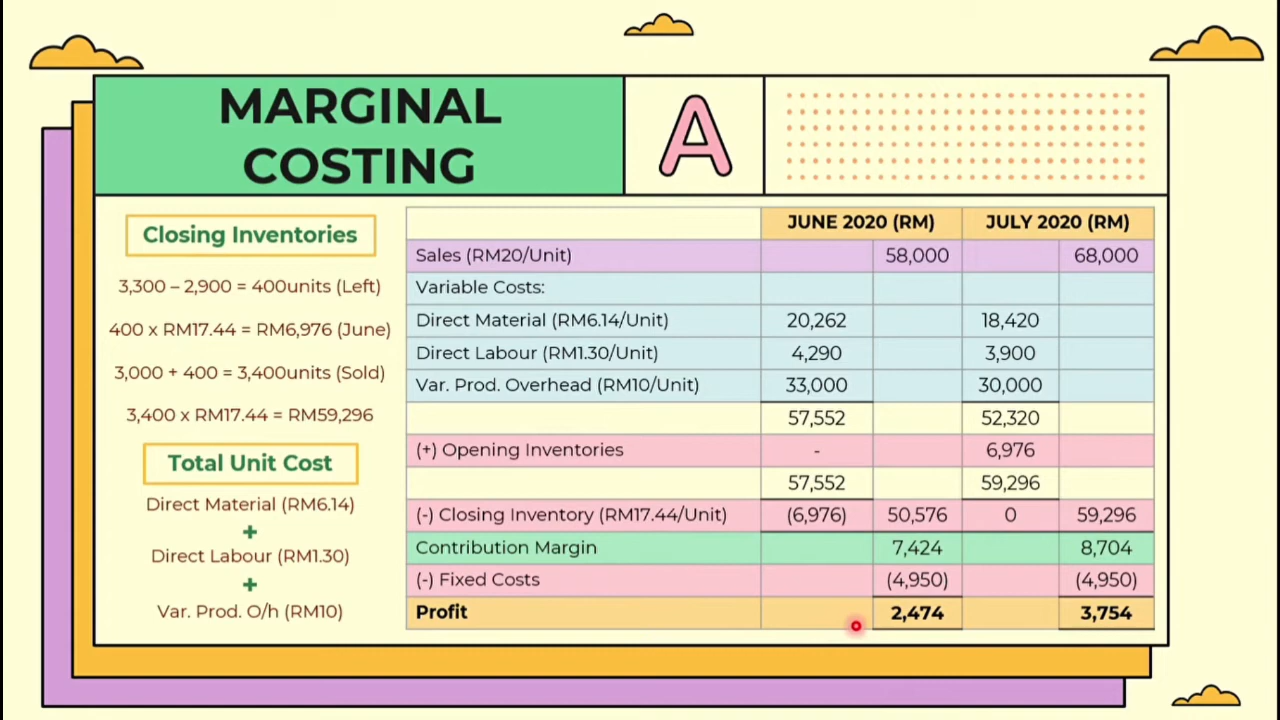 MARGINAL
COSTING
A
Closing Inventories
3,300 – 2,900 = 400units (Left)
400 x RM17.44 = RM6,976 (June)
3,000 + 400 = 3,400units (Sold)
3,400 x RM17.44 = RM59,296
Total Unit Cost
Direct Material (RM6.14)
+
Direct Labour (RM1.30)
+
Var. Prod. O/h (RM10)
JUNE 2020 (RM) JULY 2020 (RM)
Sales (RM20/Unit) 58,000 68,000
Variable Costs:
Direct Material (RM6.14/Unit) 20,262 18,420
Direct Labour (RM1.30/Unit) 4,290 3,900
Var. Prod. Overhead (RM10/Unit) 33,000 30,000
57,552 52,320
(+) Opening Inventories - 6,976
57,552 59,296
(-) Closing Inventory (RM17.44/Unit) (6,976) 50,576 0 59,296
Contribution Margin 7,424 8,704
(-) Fixed Costs (4,950) (4,950)
Profit 2,474 3,754